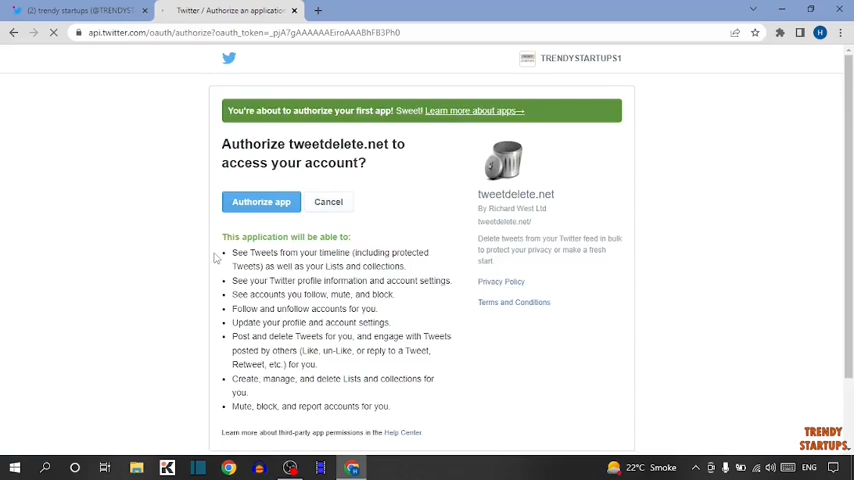 (2) trendy startups (@TRENDYST
Twitter / Authorize an application
api.twitter.com/oauth/authorize?oauth_token=_pjA7gAAAAAAEiroAAABhFB3Ph0
H
TRENDYSTARTUPS1
You're about to authorize your first app! Sweet! Learn more about apps→
Authorize tweetdelete.net to
access your account?
Authorize app
Cancel
This application will be able to:
• See Tweets from your timeline (including protected
Tweets) as well as your Lists and collections.
• See your Twitter profile information and account settings.
• See accounts you follow, mute, and block.
• Follow and unfollow accounts for you.
• Update your profile and account settings.
• Post and delete Tweets for you, and engage with Tweets
posted by others (Like, un-Like, or reply to a Tweet,
Retweet, etc.) for you.
• Create, manage, and delete Lists and collections for
you.
• Mute, block, and report accounts for you.
Learn more about third-party app permissions in the Help Center.
tweetdelete.net
By Richard West Ltd
tweetdelete.net/
Delete tweets from your Twitter feed in bulk
to protect your privacy or make a fresh
start.
Privacy Policy
Terms and Conditions
TRENDY
STARTUPS.
22°C Smoke
ENG